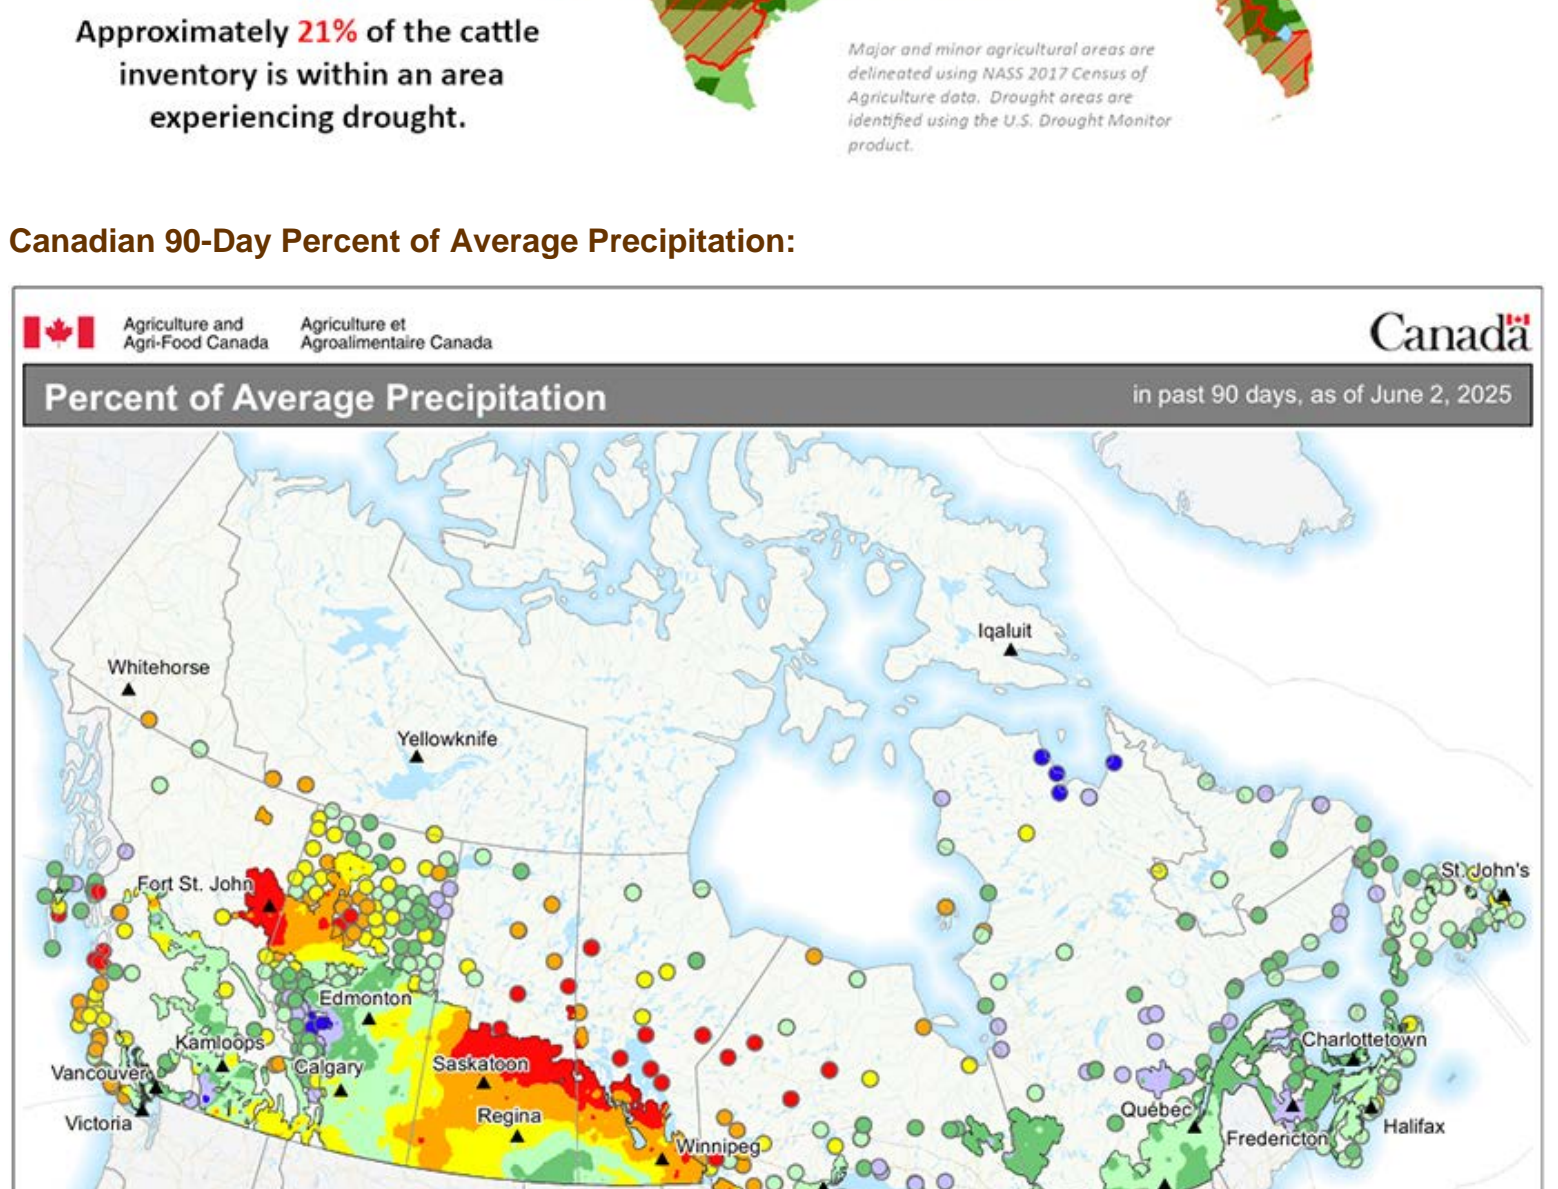 Approximately 21% of the cattle
inventory is within an area
experiencing drought.
Major and minor agricultural areas are
delineated using NASS 2017 Census of
Agriculture data. Drought areas are
identified using the U.S. Drought Monitor
product.
Canadian 90-Day Percent of Average Precipitation:
Agriculture and
Agri-Food Canada
Agriculture et
Agroalimentaire Canada
Canada
Percent of Average Precipitation
in past 90 days, as of June 2, 2025
Iqaluit
Whitehorse
Yellowknife
St. John's
Fort St. John
Edmonton
Charlottetown
Kamloops
Calgary
Saskatoon
Vancouver
Québec
Regina
Victoria
Halifax
Fredericton
Winnipeg